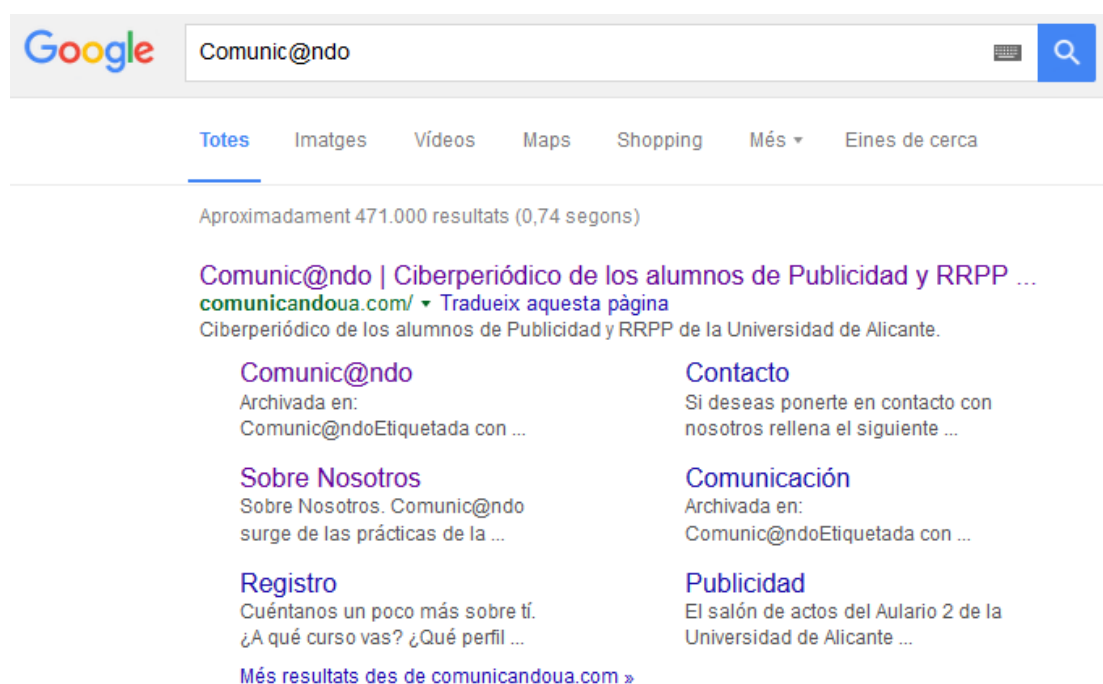 Google Comunic@ndo
Totes Imatges Vídeos Maps Shopping Més Eines de cerca
Aproximadament 471.000 resultats (0,74 segons)
Comunic@ndo | Ciberperiódico de los alumnos de Publicidad y RRPP ...
comunicandoua.com/ Tradueix aquesta pàgina
Ciberperiódico de los alumnos de Publicidad y RRPP de la Universidad de Alicante.
Comunic@ndo
Archivada en:
Comunic@ndoEtiquetada con ...
Contacto
Si deseas ponerte en contacto con
nosotros rellena el siguiente ...
Sobre Nosotros
Sobre Nosotros. Comunic@ndo
surge de las prácticas de la ...
Comunicación
Archivada en:
Comunic@ndoEtiquetada con ...
Registro
Cuéntanos un poco más sobre tí.
¿A qué curso vas? ¿Qué perfil ...
Publicidad
El salón de actos del Aulario 2 de la
Universidad de Alicante ...
Més resultats des de comunicandoua.com »